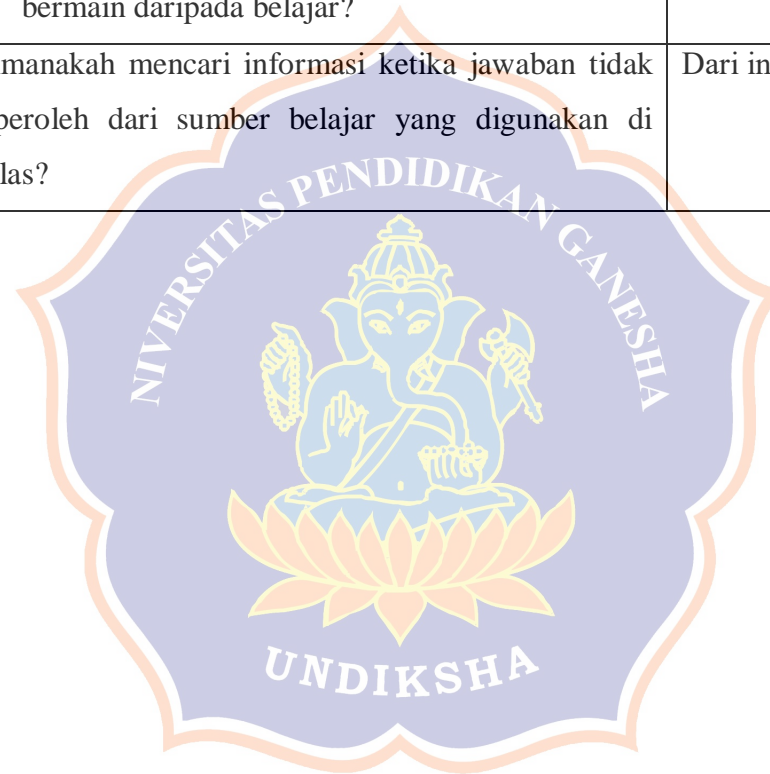 bermain daripada belajar?
manakah mencari informasi ketika jawaban tidak
peroleh dari sumber belajar yang digunakan di
las?
Dari in
NIVERSITAS PENDIDIKAN GANESHA
UNDIKSHA